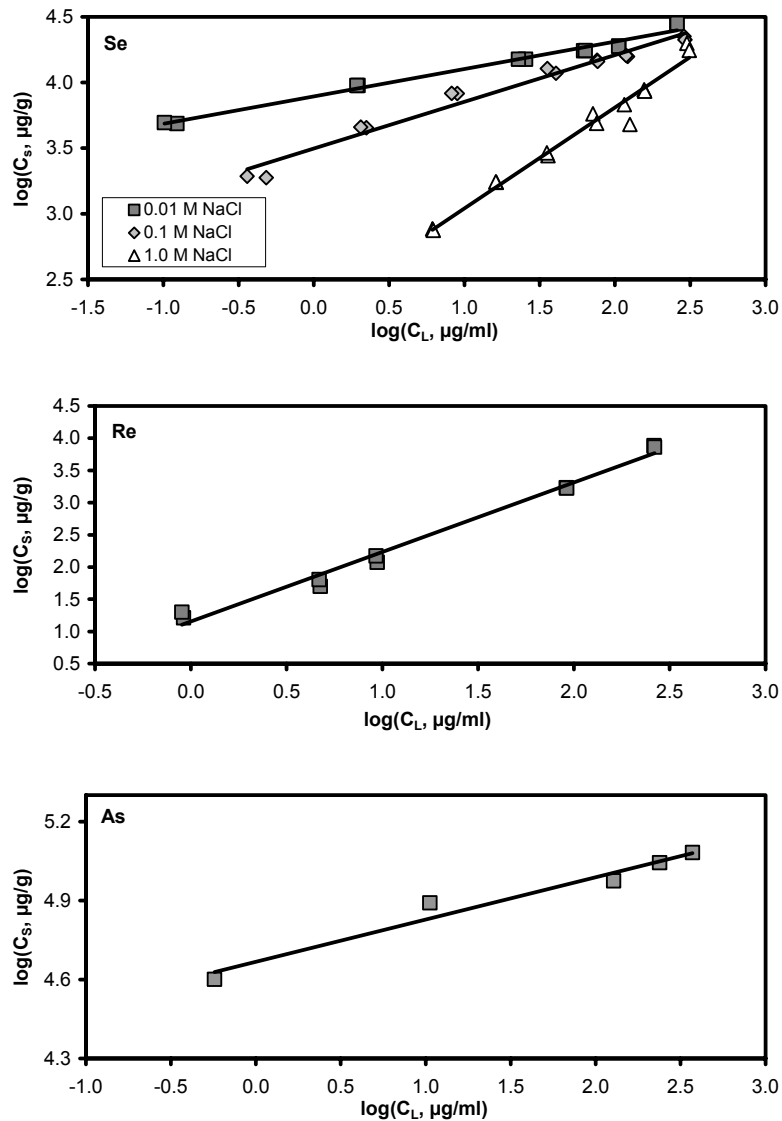 Se
log(Cs, µg/g)
4.5
4.0
3.5
3.0
2.5
0.01 M NaCl
0.1 M NaCl
1.0 M NaCl
-1.5 -1.0 -0.5 0.0 0.5 1.0 1.5 2.0 2.5 3.0
log(CL, µg/ml)
Re
log(CS, µg/g)
4.5
4.0
3.5
3.0
2.5
2.0
1.5
1.0
0.5
-0.5 0.0 0.5 1.0 1.5 2.0 2.5 3.0
log(CL, µg/ml)
As
log(CS, µg/g)
5.2
4.9
4.6
4.3
-1.0 -0.5 0.0 0.5 1.0 1.5 2.0 2.5 3.0
log(CL, µg/ml)